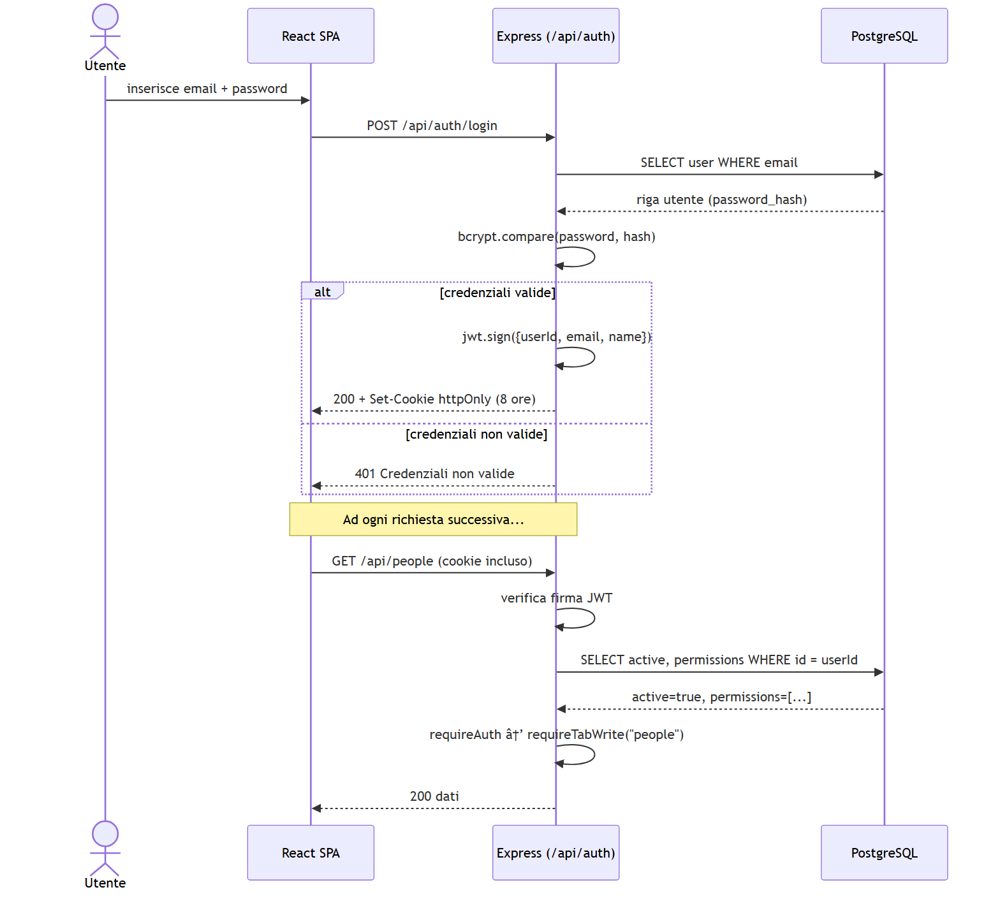 Utente
React SPA
Express (/api/auth)
PostgreSQL
inserisce email + password
POST /api/auth/login
SELECT user WHERE email
riga utente (password_hash)
bcrypt.compare(password, hash)
alt
[credenziali valide]
jwt.sign({userId, email, name})
200 + Set-Cookie httpOnly (8 ore)
[credenziali non valide]
401 Credenziali non valide
Ad ogni richiesta successiva...
GET /api/people (cookie incluso)
verifica firma JWT
SELECT active, permissions WHERE id = userId
active=true, permissions=[...]
requireAuth â†’ requireTabWrite("people")
200 dati
Utente
React SPA
Express (/api/auth)
PostgreSQL